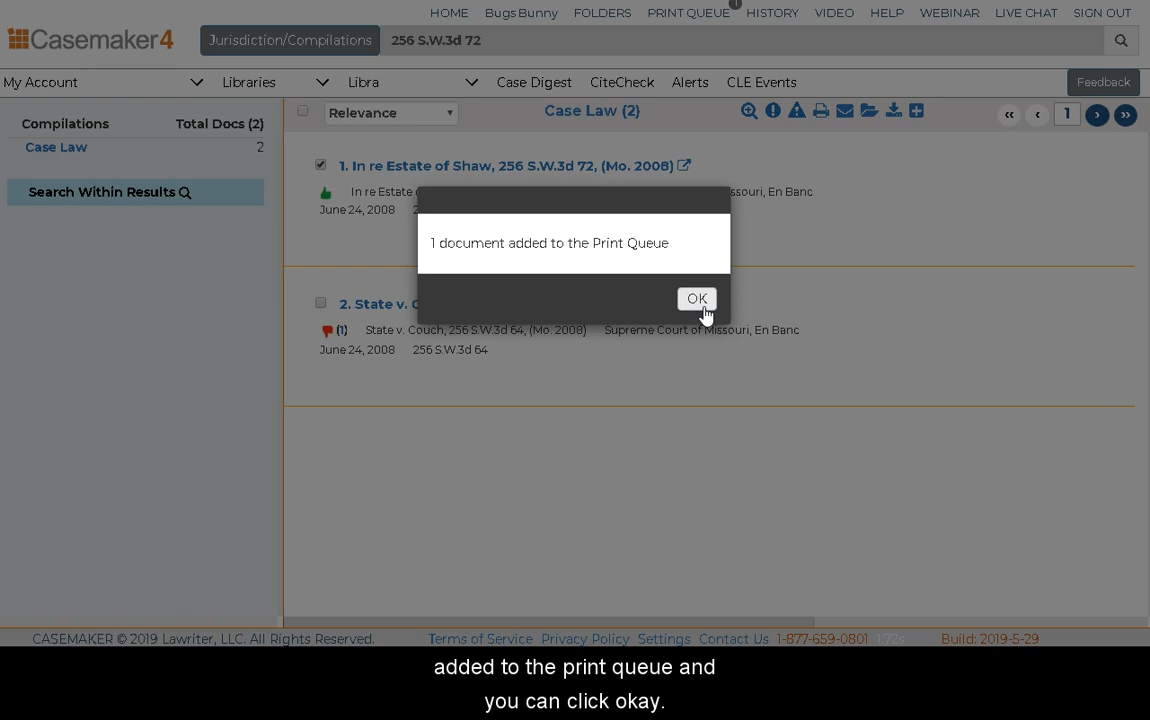 HOME Bugs Bunny FOLDERS PRINT QUEUE 1 HISTORY VIDEO HELP WEBINAR LIVE CHAT SIGN OUT
Casemaker4 Jurisdiction/Compilations 256 S.W.3d 72
My Account Libraries Libra Case Digest CiteCheck Alerts CLE Events Feedback
Compilations Total Docs (2)
Case Law 2
Search Within Results
Relevance Case Law (2) « ‹ 1 › »
1. In re Estate of Shaw, 256 S.W.3d 72, (Mo. 2008)
In re Estate ssouri, En Banc
June 24, 2008 2
1 document added to the Print Queue
OK
2. State v.
(1) State v. Couch, 256 S.W.3d 64, (Mo. 2008) Supreme Court of Missouri, En Banc
June 24, 2008 256 S.W.3d 64
CASEMAKER © 2019 Lawriter, LLC. All Rights Reserved. Terms of Service Privacy Policy Settings Contact Us 1-877-659-0801 1.72s Build: 2019-5-29
added to the print queue and
you can click okay.